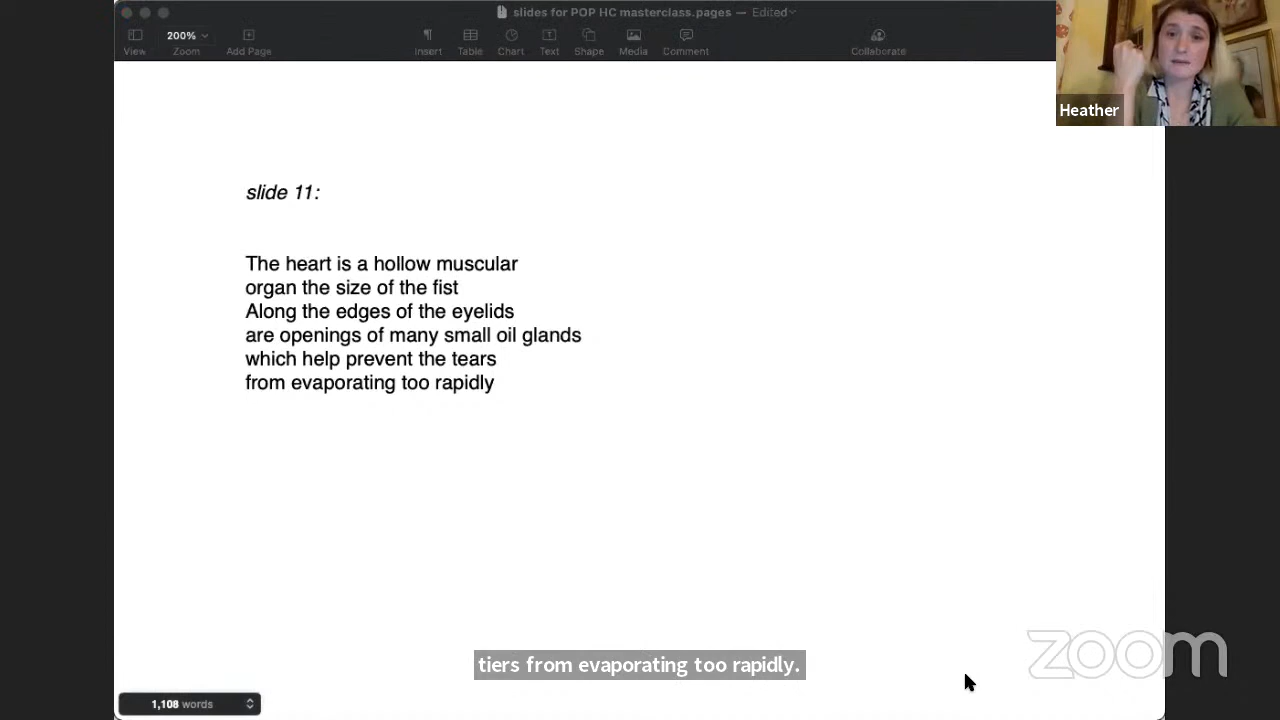 slides for POP HC masterclass.pages — Edited
200%
View
Zoom
Add Page
Insert
Table
Chart
Text
Shape
Media
Comment
Collaborate
Heather
slide 11:
The heart is a hollow muscular
organ the size of the fist
Along the edges of the eyelids
are openings of many small oil glands
which help prevent the tears
from evaporating too rapidly
tiers from evaporating too rapidly.
zoom
1,108 words